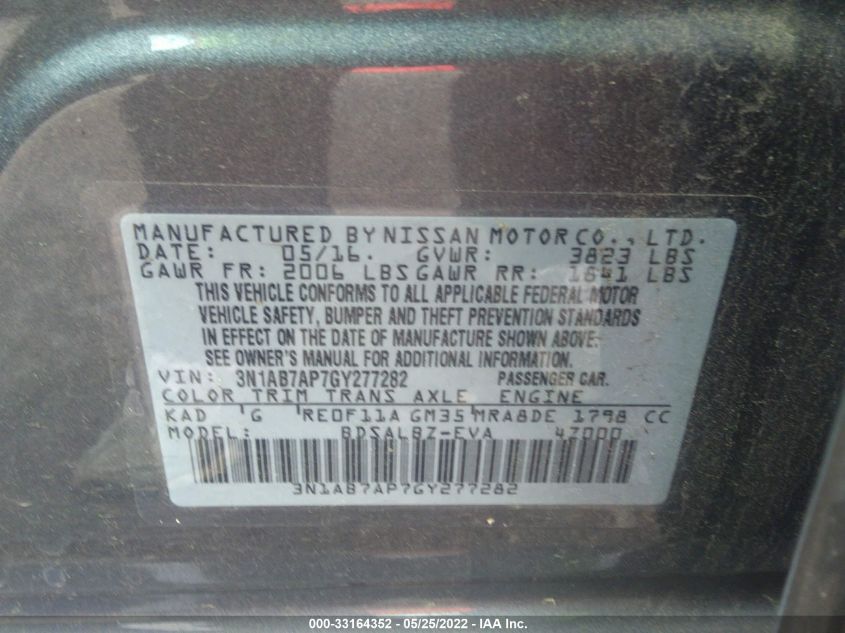 MANUFACTURED BY NISSAN MOTOR CO., LTD.
DATE: 05/16. GVWR: 3823 LBS
GAWR FR: 2006 LBS GAWR RR: 1841 LBS
THIS VEHICLE CONFORMS TO ALL APPLICABLE FEDERAL MOTOR
VEHICLE SAFETY, BUMPER AND THEFT PREVENTION STANDARDS
IN EFFECT ON THE DATE OF MANUFACTURE SHOWN ABOVE.
SEE OWNER'S MANUAL FOR ADDITIONAL INFORMATION.
VIN: 3N1AB7AP7GY277282 PASSENGER CAR.
COLOR TRIM TRANS AXLE ENGINE
KAD G RE0F11A GM35 MRA8DE 1798 CC
MODEL: BDSALBZ-EVA 47000
3N1AB7AP7GY277282
000-33164352 - 05/25/2022 - IAA Inc.